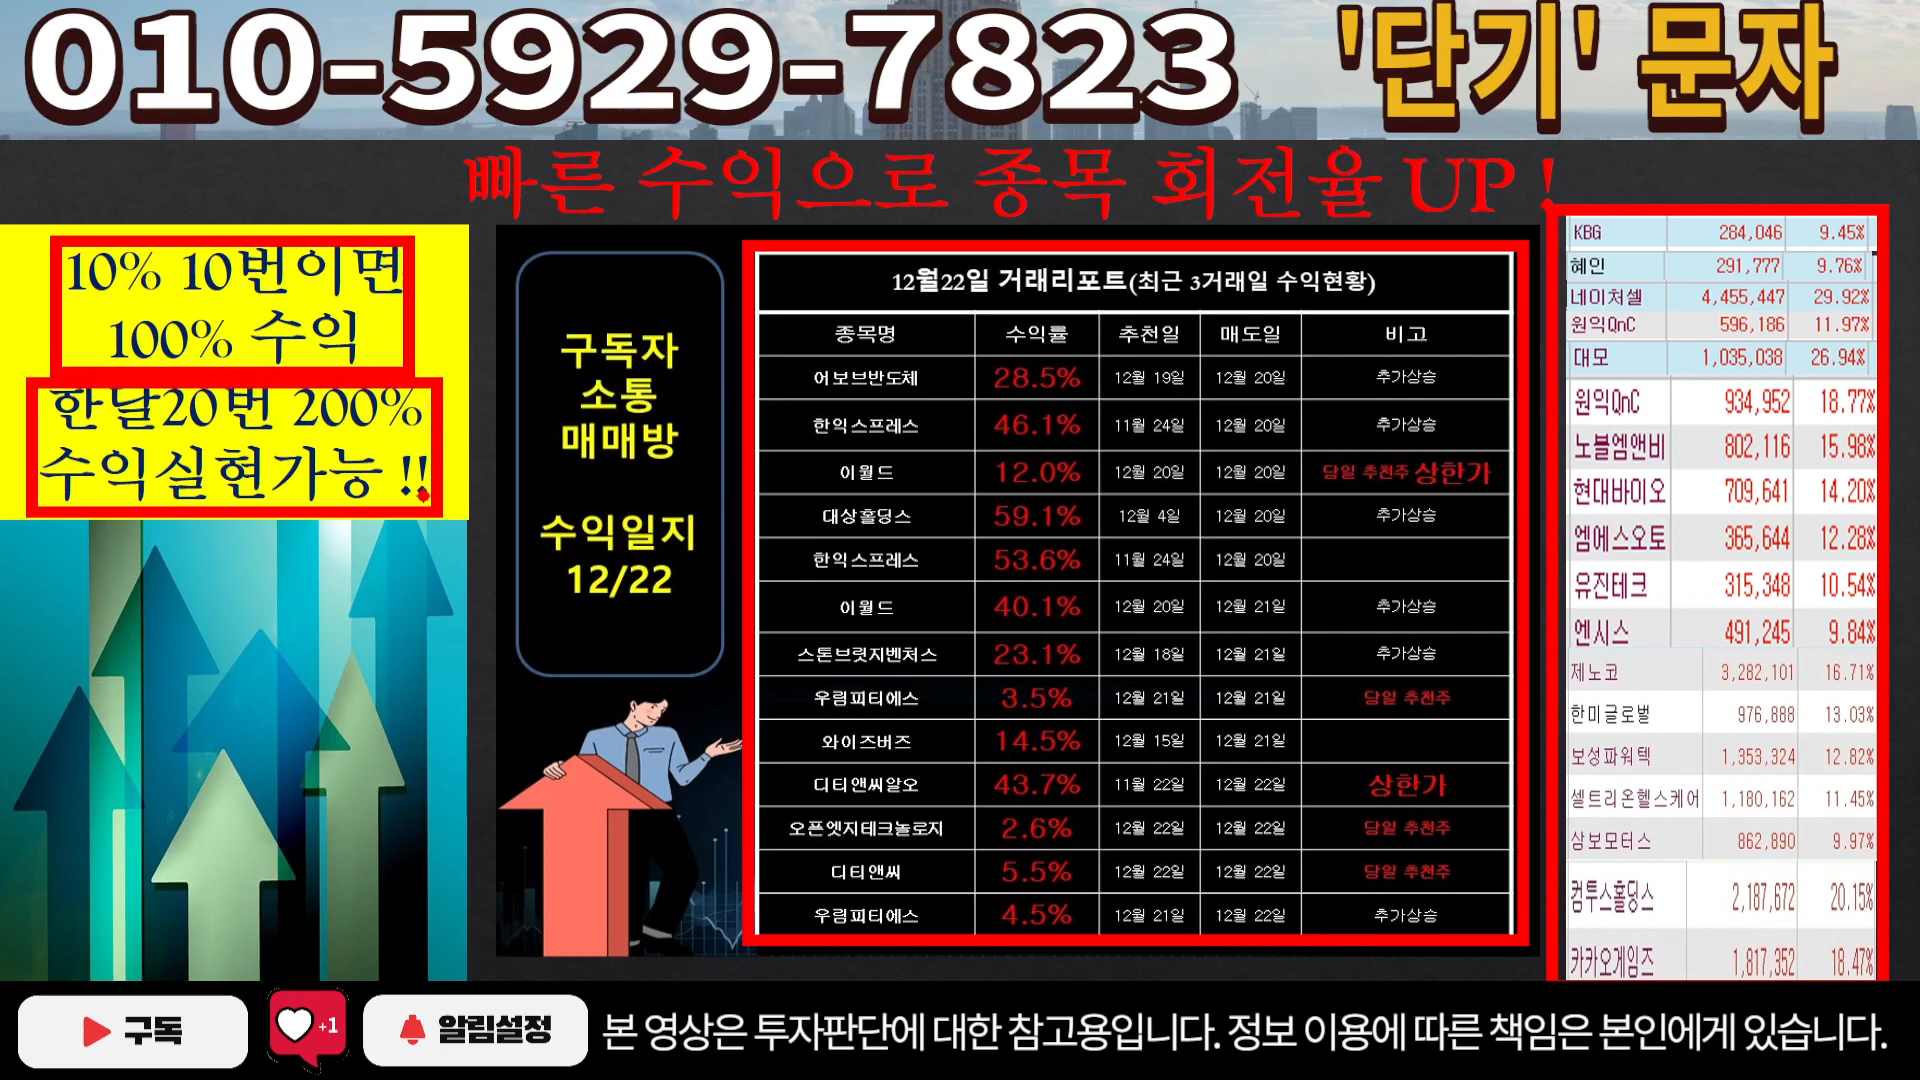 010-5929-7823 '단기' 문자
빠른 수익으로 종목 회전율 UP !
10% 10번이면
100% 수익
한달20번 200%
수익실현가능 !!
구독자
소통
매매방
수익일지
12/22
12월22일 거래리포트(최근 3거래일 수익현황)
종목명 수익률 추천일 매도일 비고
어보브반도체 28.5% 12월 19일 12월 20일 추가상승
한익스프레스 46.1% 11월 24일 12월 20일 추가상승
이월드 12.0% 12월 20일 12월 20일 당일 추천주 상한가
대상홀딩스 59.1% 12월 4일 12월 20일 추가상승
한익스프레스 53.6% 11월 24일 12월 20일
이월드 40.1% 12월 20일 12월 21일 추가상승
스톤브릿지벤처스 23.1% 12월 18일 12월 21일 추가상승
우림피티에스 3.5% 12월 21일 12월 21일 당일 추천주
와이즈버즈 14.5% 12월 15일 12월 21일
디티앤씨알오 43.7% 11월 22일 12월 22일 상한가
오픈엣지테크놀로지 2.6% 12월 22일 12월 22일 당일 추천주
디티앤씨 5.5% 12월 22일 12월 22일 당일 추천주
우림피티에스 4.5% 12월 21일 12월 22일 추가상승
KBG 284,046 9.45%
혜인 291,777 9.76%
네이처셀 4,455,447 29.92%
원익QnC 596,186 11.97%
대모 1,035,038 26.94%
원익QnC 934,952 18.77%
노블엠앤비 802,116 15.98%
현대바이오 709,641 14.20%
엠에스오토 365,644 12.28%
유진테크 315,348 10.54%
엔시스 491,245 9.84%
제노코 3,282,101 16.71%
한미글로벌 976,888 13.03%
보성파워텍 1,353,324 12.82%
셀트리온헬스케어 1,180,162 11.45%
삼보모터스 862,890 9.97%
컴투스홀딩스 2,187,672 20.15%
카카오게임즈 1,817,352 18.47%
구독 +1 알림설정 본 영상은 투자판단에 대한 참고용입니다. 정보 이용에 따른 책임은 본인에게 있습니다.